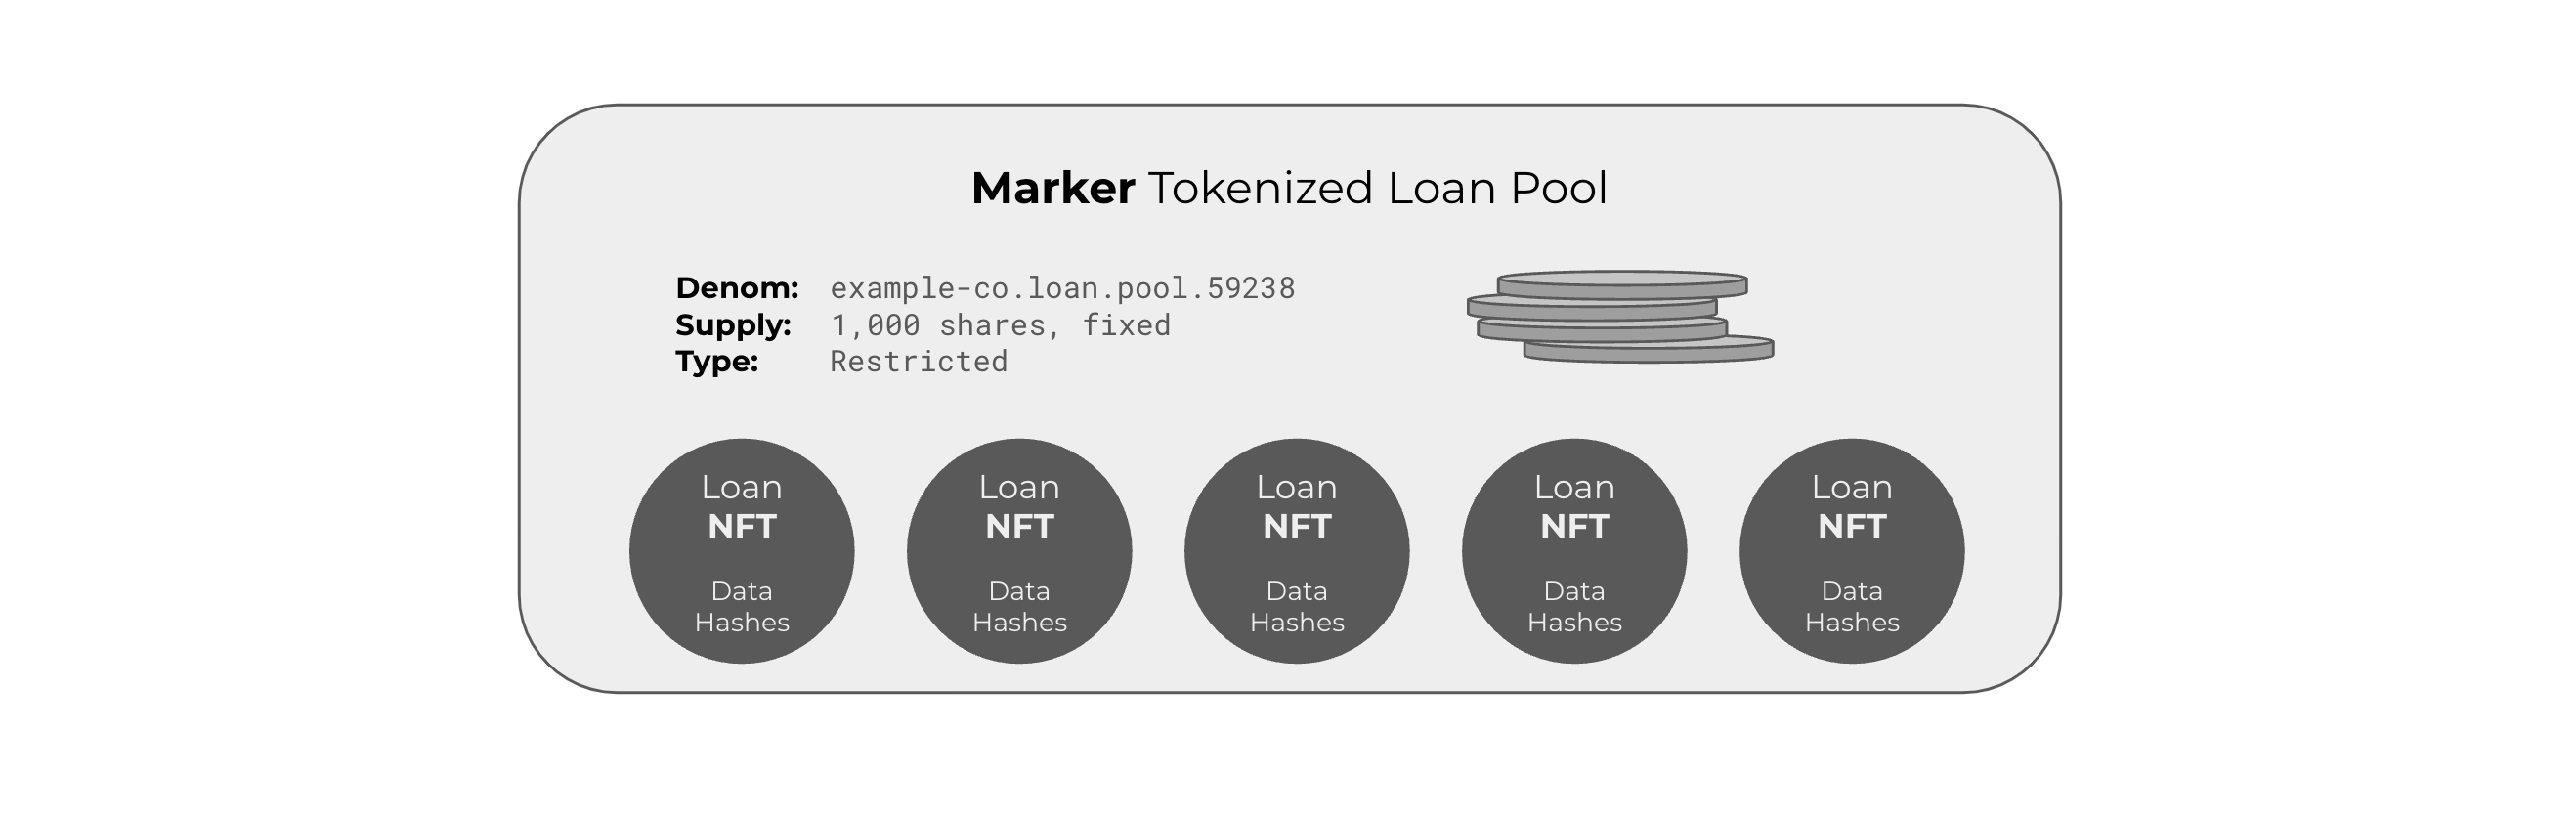 Marker Tokenized Loan Pool
Denom: example-co.loan.pool.59238
Supply: 1,000 shares, fixed
Type: Restricted
Loan
NFT
Data
Hashes
Loan
NFT
Data
Hashes
Loan
NFT
Data
Hashes
Loan
NFT
Data
Hashes
Loan
NFT
Data
Hashes